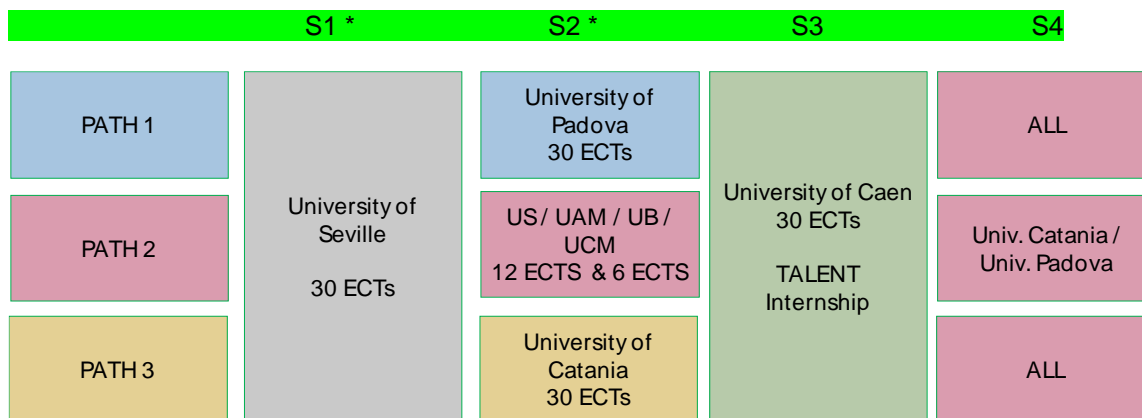 S1 *
S2 *
S3
S4
PATH 1
University of
Seville
30 ECTs
University of
Padova
30 ECTs
University of Caen
30 ECTs
TALENT
Internship
ALL
PATH 2
US / UAM / UB /
UCM
12 ECTS & 6 ECTS
Univ. Catania /
Univ. Padova
PATH 3
University of
Catania
30 ECTs
ALL